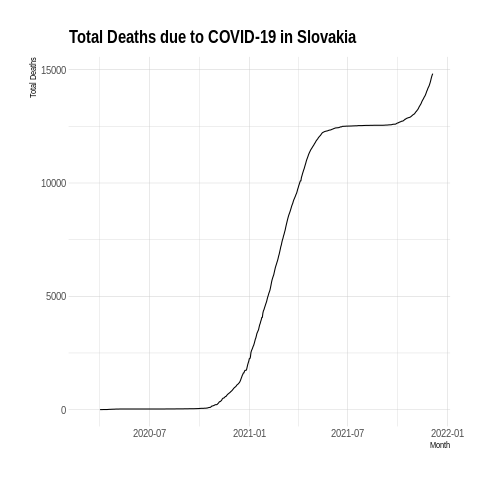 Total Deaths due to COVID-19 in Slovakia
Total Deaths
15000
10000
5000
0
2020-07 2021-01 2021-07 2022-01
Month